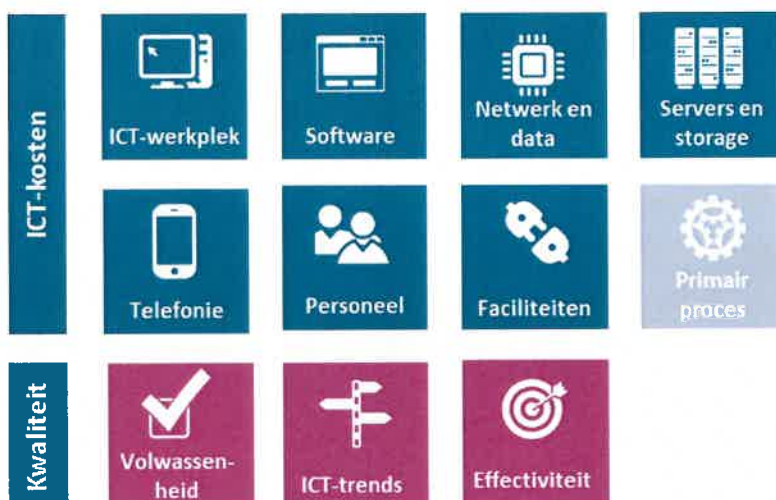 ICT-kosten
ICT-werkplek
Software
Netwerk en
data
Servers en
storage
Telefonie
Personeel
Faciliteiten
Primair
proces
Kwaliteit
Volwassen-
heid
ICT-trends
Effectiviteit